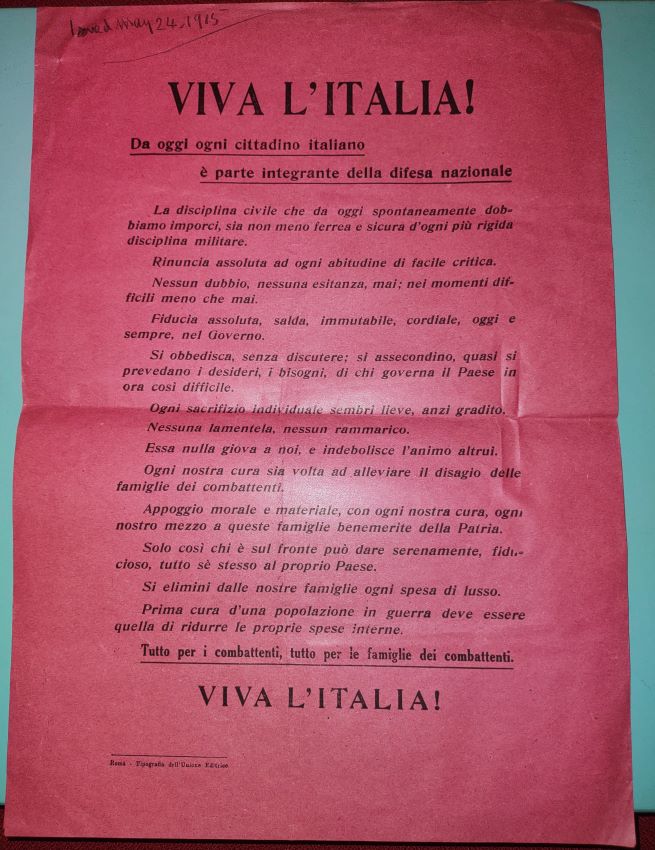 Issued May 24. 1915
VIVA L'ITALIA!
Da oggi ogni cittadino italiano
è parte integrante della difesa nazionale
La disciplina civile che da oggi spontaneamente dob-
biamo imporci, sia non meno ferrea e sicura d'ogni più rigida
disciplina militare.
Rinuncia assoluta ad ogni abitudine di facile critica.
Nessun dubbio, nessuna esitanza, mai; nei momenti dif-
ficili meno che mai.
Fiducia assoluta, salda, immutabile, cordiale, oggi e
sempre, nel Governo.
Si obbedisca, senza discutere; si assecondino, quasi si
prevedano i desideri, i bisogni, di chi governa il Paese in
ora così difficile.
Ogni sacrifizio individuale sembri lieve, anzi gradito.
Nessuna lamentela, nessun rammarico.
Essa nulla giova a noi, e indebolisce l'animo altrui.
Ogni nostra cura sia volta ad alleviare il disagio delle
famiglie dei combattenti.
Appoggio morale e materiale, con ogni nostra cura, ogni
nostro mezzo a queste famiglie benemerite della Patria.
Solo così chi è sul fronte può dare serenamente, fidu-
cioso, tutto sè stesso al proprio Paese.
Si elimini dalle nostre famiglie ogni spesa di lusso.
Prima cura d'una popolazione in guerra deve essere
quella di ridurre le proprie spese interne.
Tutto per i combattenti, tutto per le famiglie dei combattenti.
VIVA L'ITALIA!
Roma - Tipografia dell'Unione Editrice